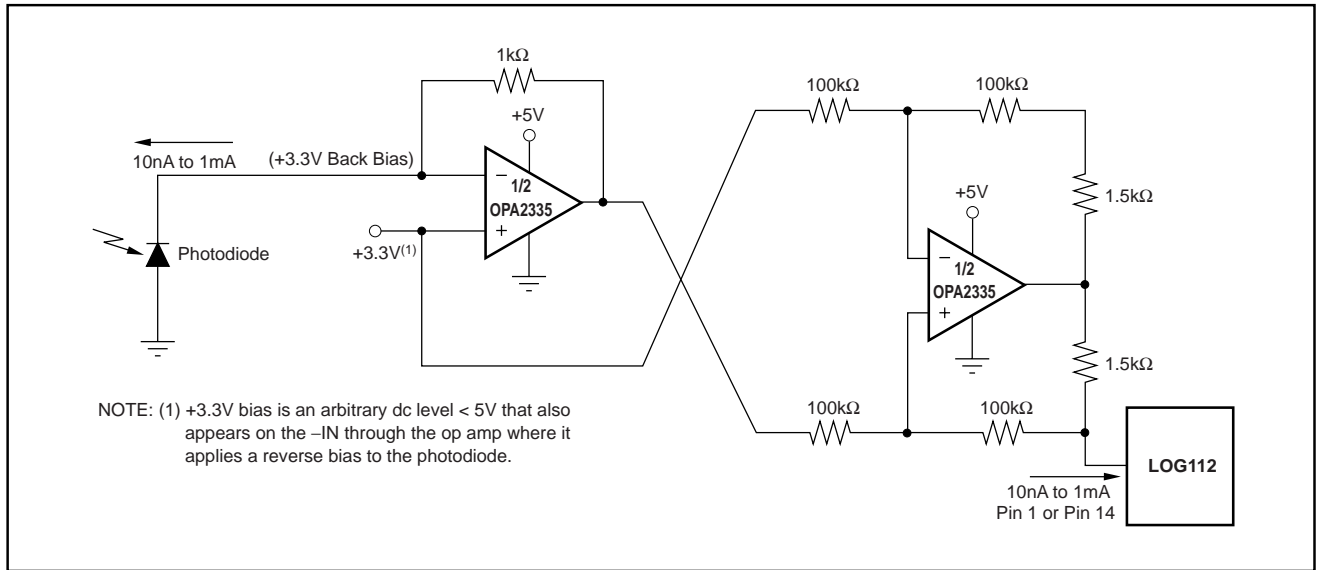 1kΩ
+5V
10nA to 1mA
(+3.3V Back Bias)
–
1/2
OPA2335
+
Photodiode
+3.3V(1)
100kΩ
100kΩ
1.5kΩ
+5V
–
1/2
OPA2335
+
1.5kΩ
100kΩ
100kΩ
LOG112
10nA to 1mA
Pin 1 or Pin 14
NOTE: (1) +3.3V bias is an arbitrary dc level < 5V that also
appears on the –IN through the op amp where it
applies a reverse bias to the photodiode.